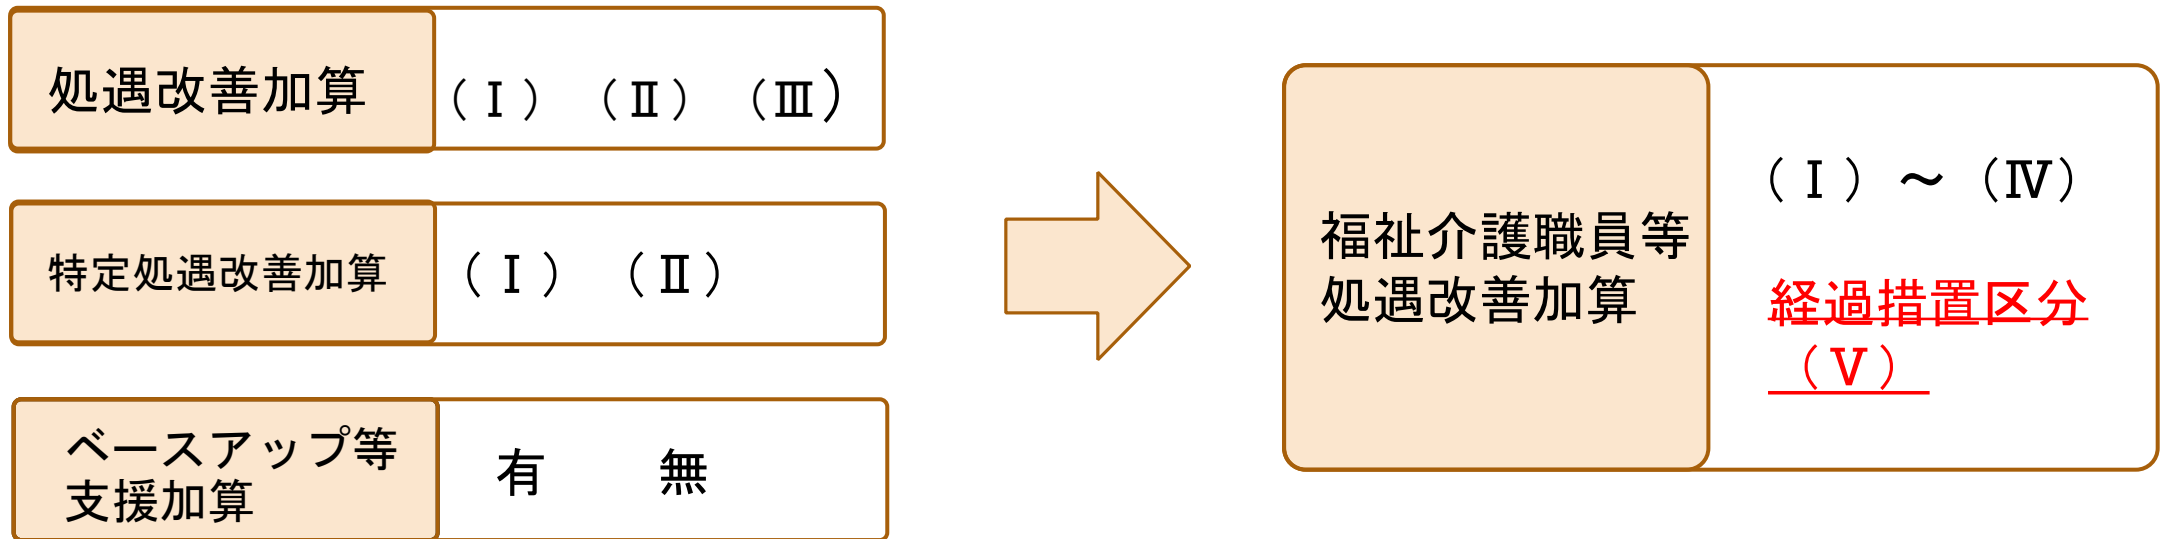 処遇改善加算
（Ⅰ）（Ⅱ）（Ⅲ）
特定処遇改善加算
（Ⅰ）（Ⅱ）
ベースアップ等
支援加算
有　無
福祉介護職員等
処遇改善加算
（Ⅰ）～（Ⅳ）
経過措置区分
（Ⅴ）